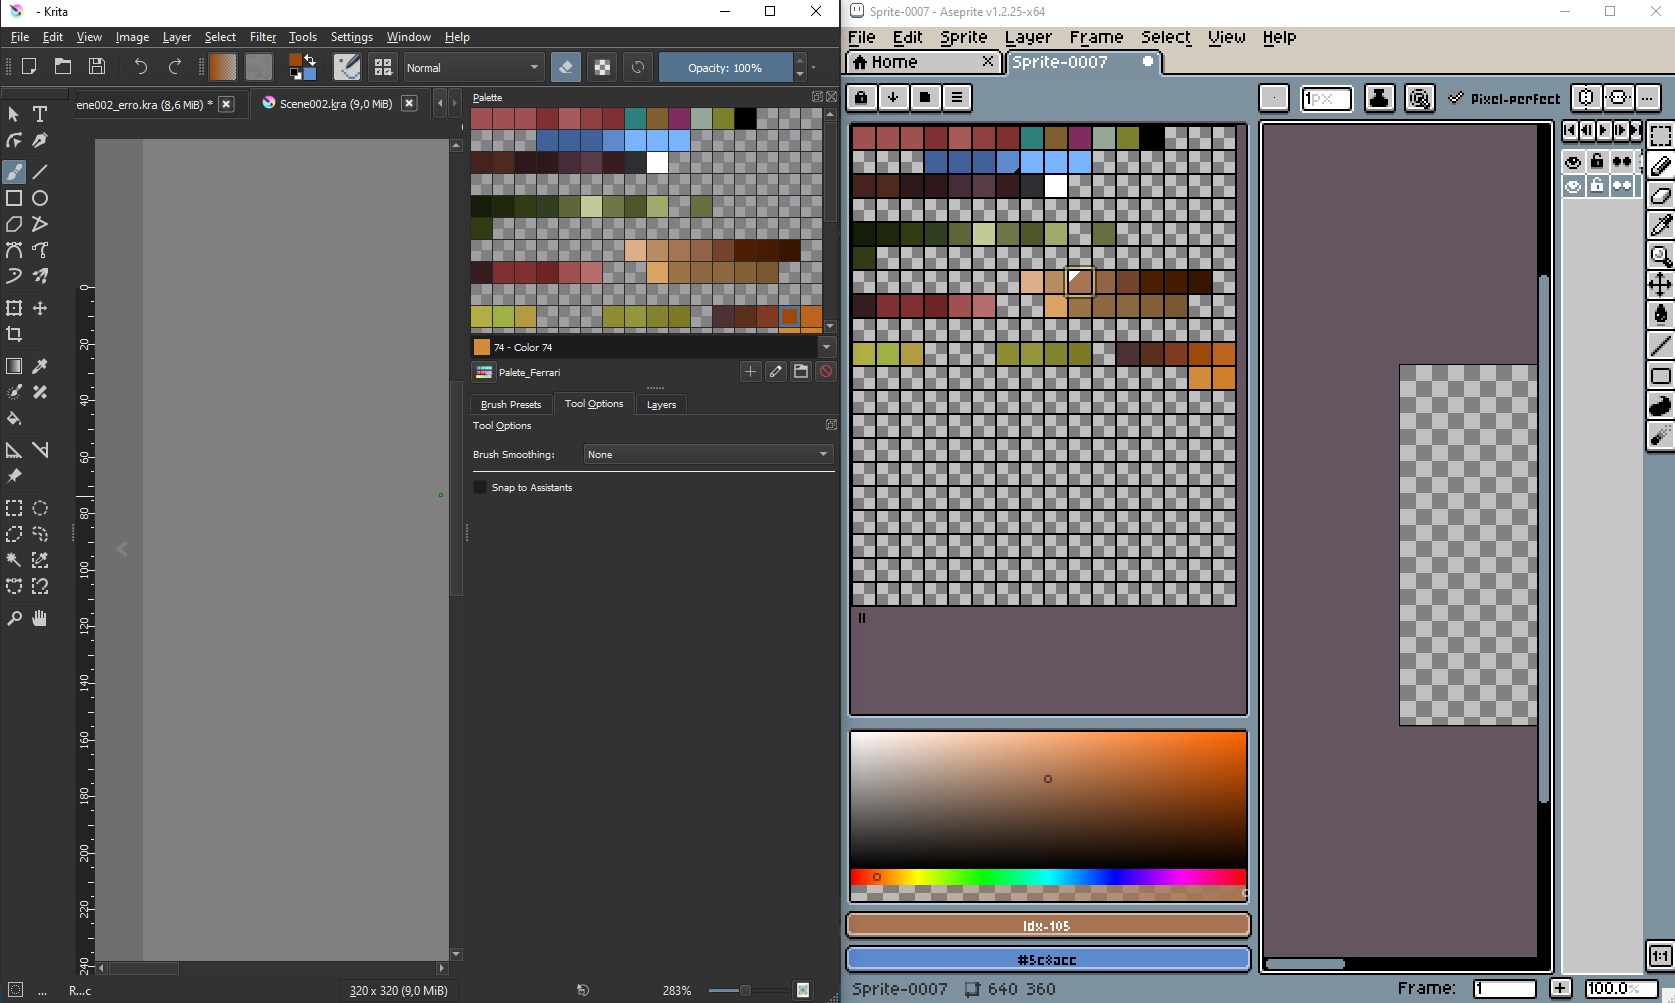 - Krita
File Edit View Image Layer Select Filter Tools Settings Window Help
Normal
Opacity: 100%
ene002_erro.kra (8,6 MiB) *
Scene002.kra (9,0 MiB)
Palette
0
20
40
60
80
100
120
140
160
180
200
220
240
74 - Color 74
Palete_Ferrari
Brush Presets Tool Options Layers
Tool Options
Brush Smoothing: None
Snap to Assistants
R...c
320 x 320 (9,0 MiB)
283%
Sprite-0007 - Aseprite v1.2.25-x64
File Edit Sprite Layer Frame Select View Help
Home
Sprite-0007
1px
Pixel-perfect
Idx-105
#5c8acc
1:1
Sprite-0007 640 360
Frame: 1
100.0%